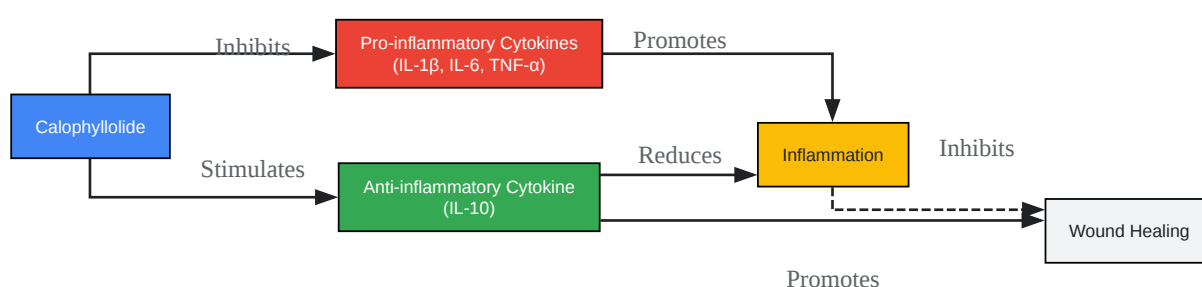 Inhibits
Pro-inflammatory Cytokines
(IL-1β, IL-6, TNF-α)
Promotes
Calophyllolide
Stimulates
Anti-inflammatory Cytokine
(IL-10)
Reduces
Inflammation
Inhibits
Wound Healing
Promotes